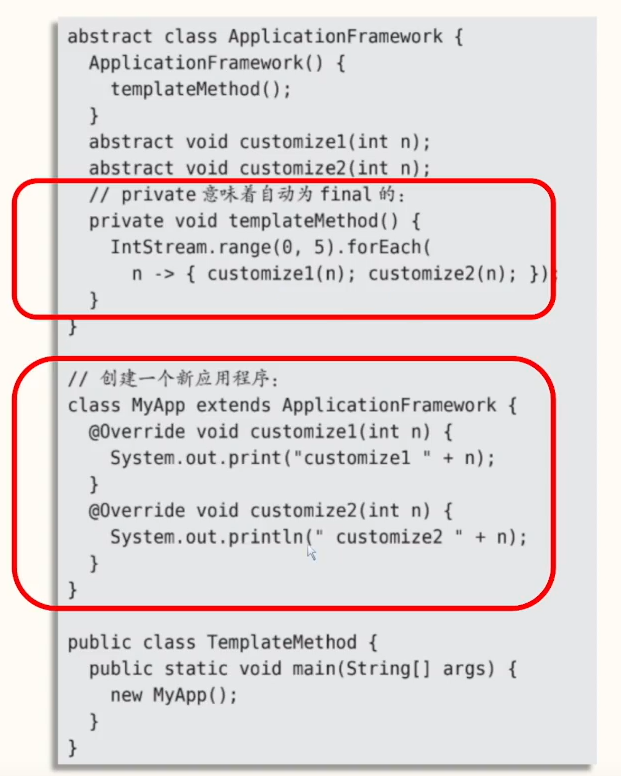 abstract class ApplicationFramework {
  ApplicationFramework() {
    templateMethod();
  }
  abstract void customize1(int n);
  abstract void customize2(int n);
  // private 意味着自动为 final 的：
  private void templateMethod() {
    IntStream.range(0, 5).forEach(
      n -> { customize1(n); customize2(n); });
  }
}
// 创建一个新应用程序：
class MyApp extends ApplicationFramework {
  @Override void customize1(int n) {
    System.out.print("customize1 " + n);
  }
  @Override void customize2(int n) {
    System.out.println(" customize2 " + n);
  }
}
public class TemplateMethod {
  public static void main(String[] args) {
    new MyApp();
  }
}